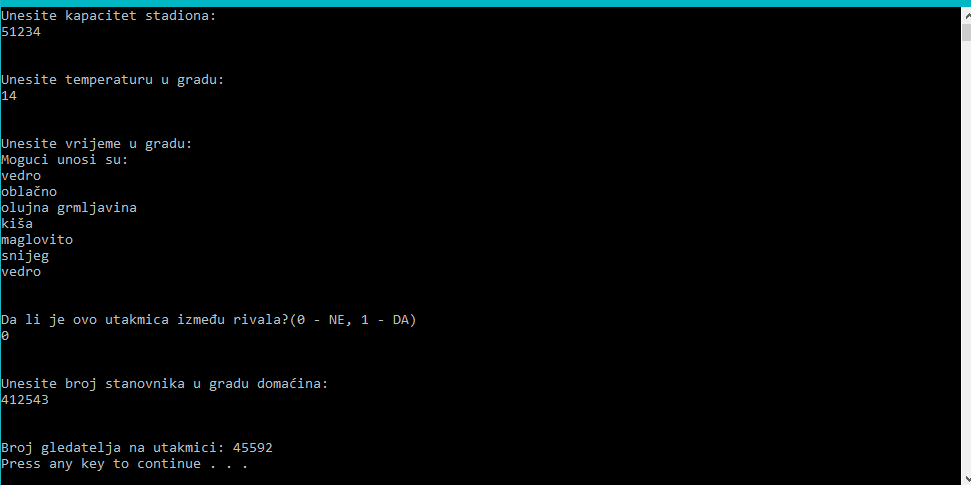 Unesite kapacitet stadiona:
51234
Unesite temperaturu u gradu:
14
Unesite vrijeme u gradu:
Moguci unosi su:
vedro
oblačno
olujna grmljavina
kiša
maglovito
snijeg
vedro
Da li je ovo utakmica između rivala?(0 - NE, 1 - DA)
0
Unesite broj stanovnika u gradu domaćina:
412543
Broj gledatelja na utakmici: 45592
Press any key to continue . . .